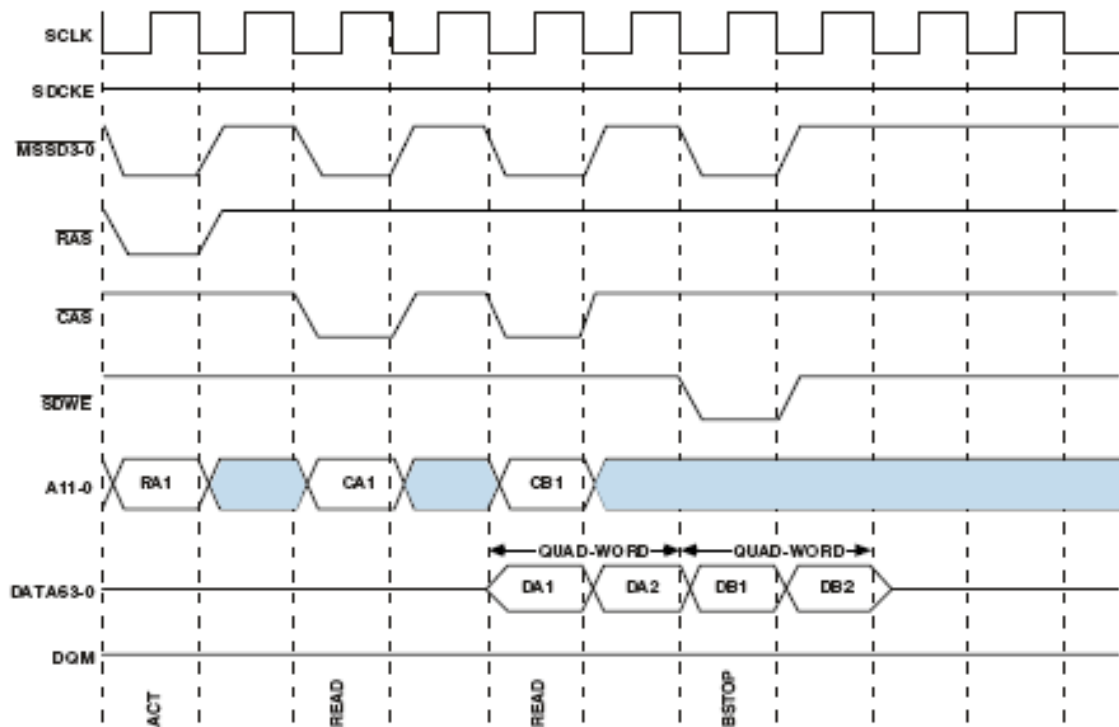 SCLK
SDCKE
MSSD3-0
RAS
CAS
SDWE
A11-0 RA1 CA1 CB1
QUAD-WORD QUAD-WORD
DATA63-0 DA1 DA2 DB1 DB2
DQM
ACT READ READ BSTOP